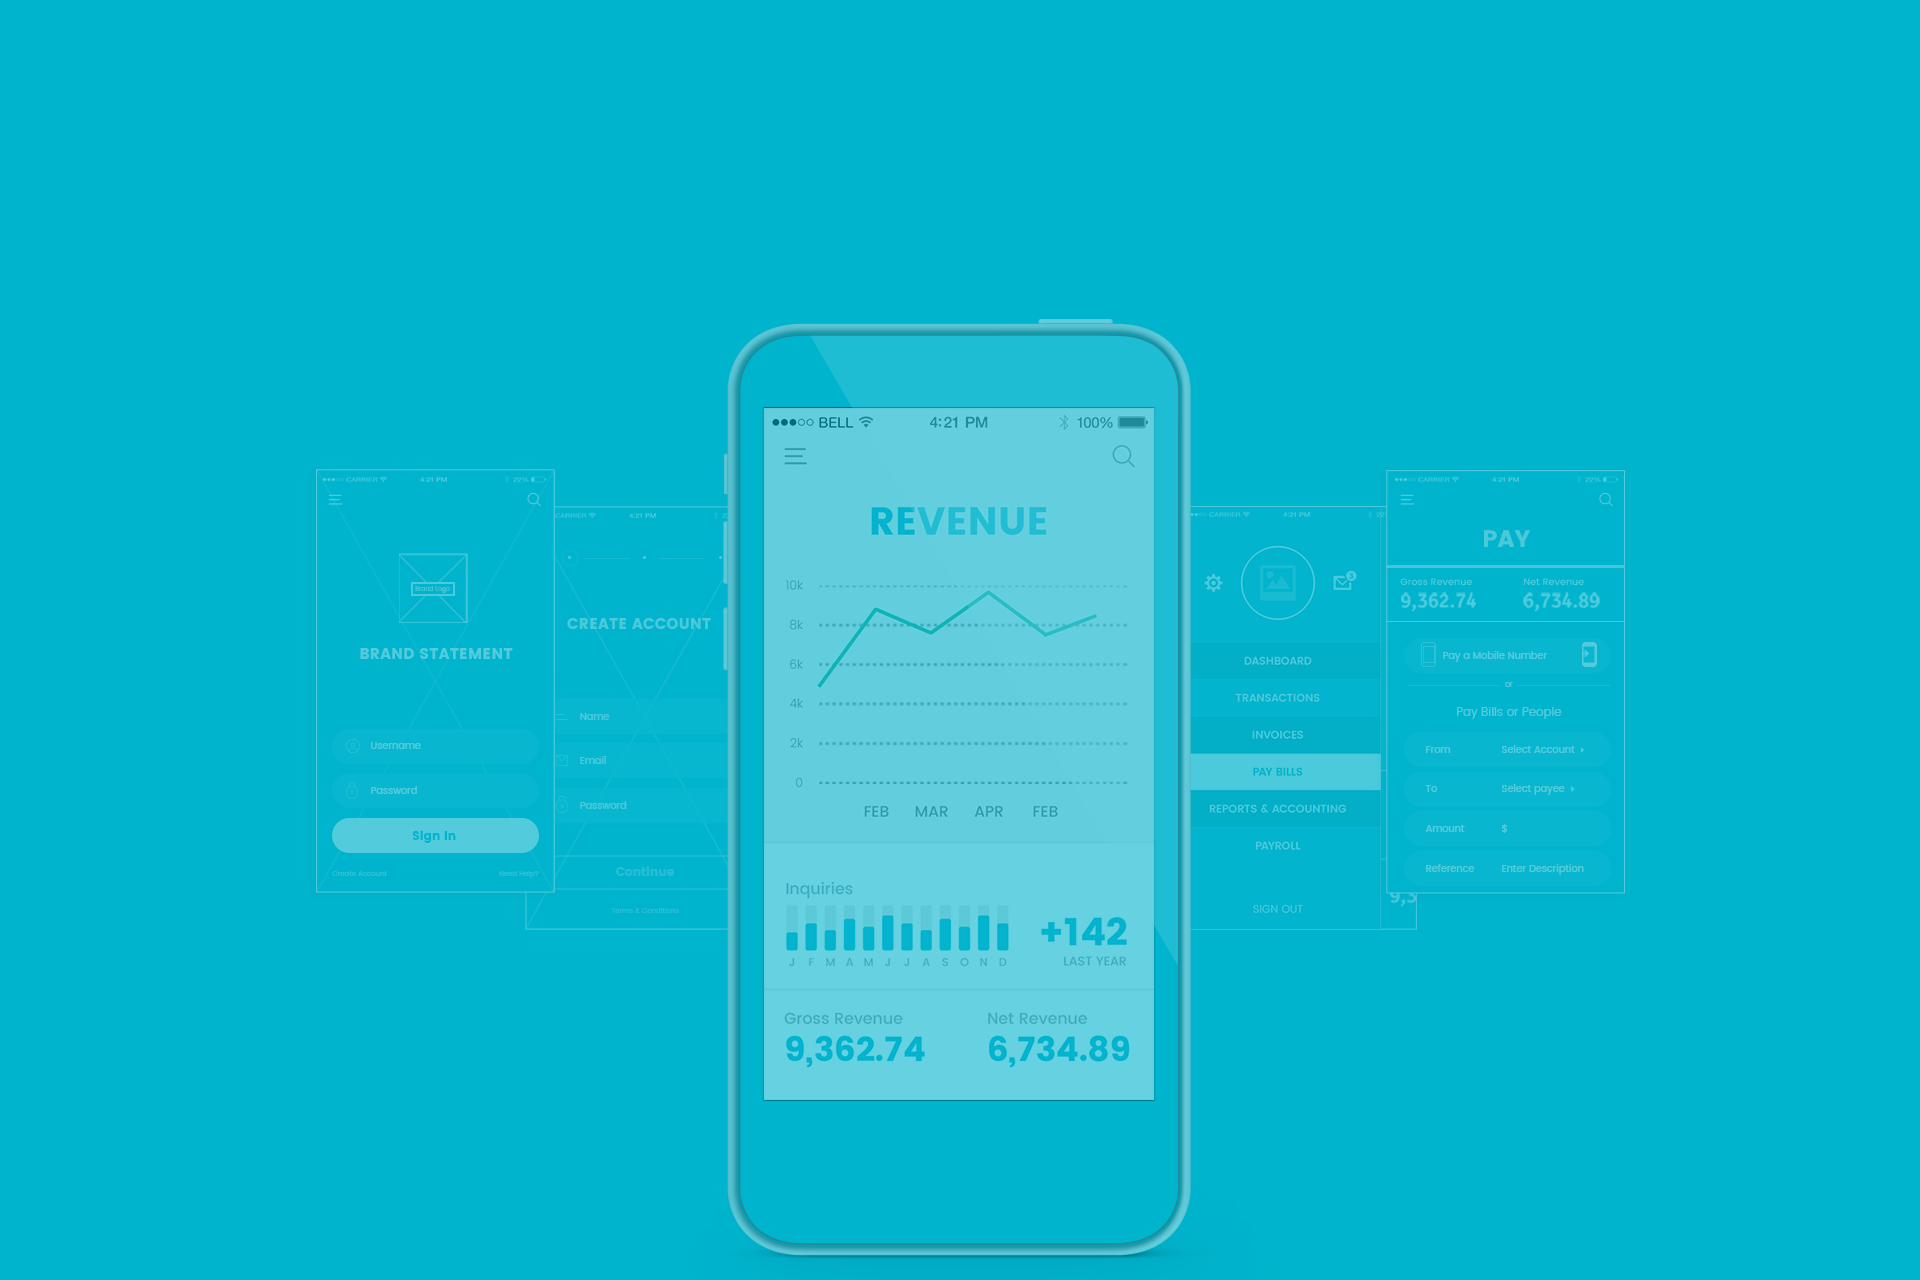 CARRIER 4:21 PM 22%
Brand Logo
BRAND STATEMENT
Username
Password
Sign In
Create Account Need Help?
CARRIER 4:21 PM
CREATE ACCOUNT
Name
Email
Password
Continue
Terms & Conditions
BELL 4:21 PM 100%
REVENUE
10k
8k
6k
4k
2k
0
FEB MAR APR FEB
Inquiries
J F M A M J J A S O N D
+142
LAST YEAR
Gross Revenue Net Revenue
9,362.74 6,734.89
CARRIER 4:21 PM
3
DASHBOARD
TRANSACTIONS
INVOICES
PAY BILLS
REPORTS & ACCOUNTING
PAYROLL
SIGN OUT
9,3
CARRIER 4:21 PM 22%
PAY
Gross Revenue Net Revenue
9,362.74 6,734.89
Pay a Mobile Number
or
Pay Bills or People
From Select Account
To Select payee
Amount $
Reference Enter Description